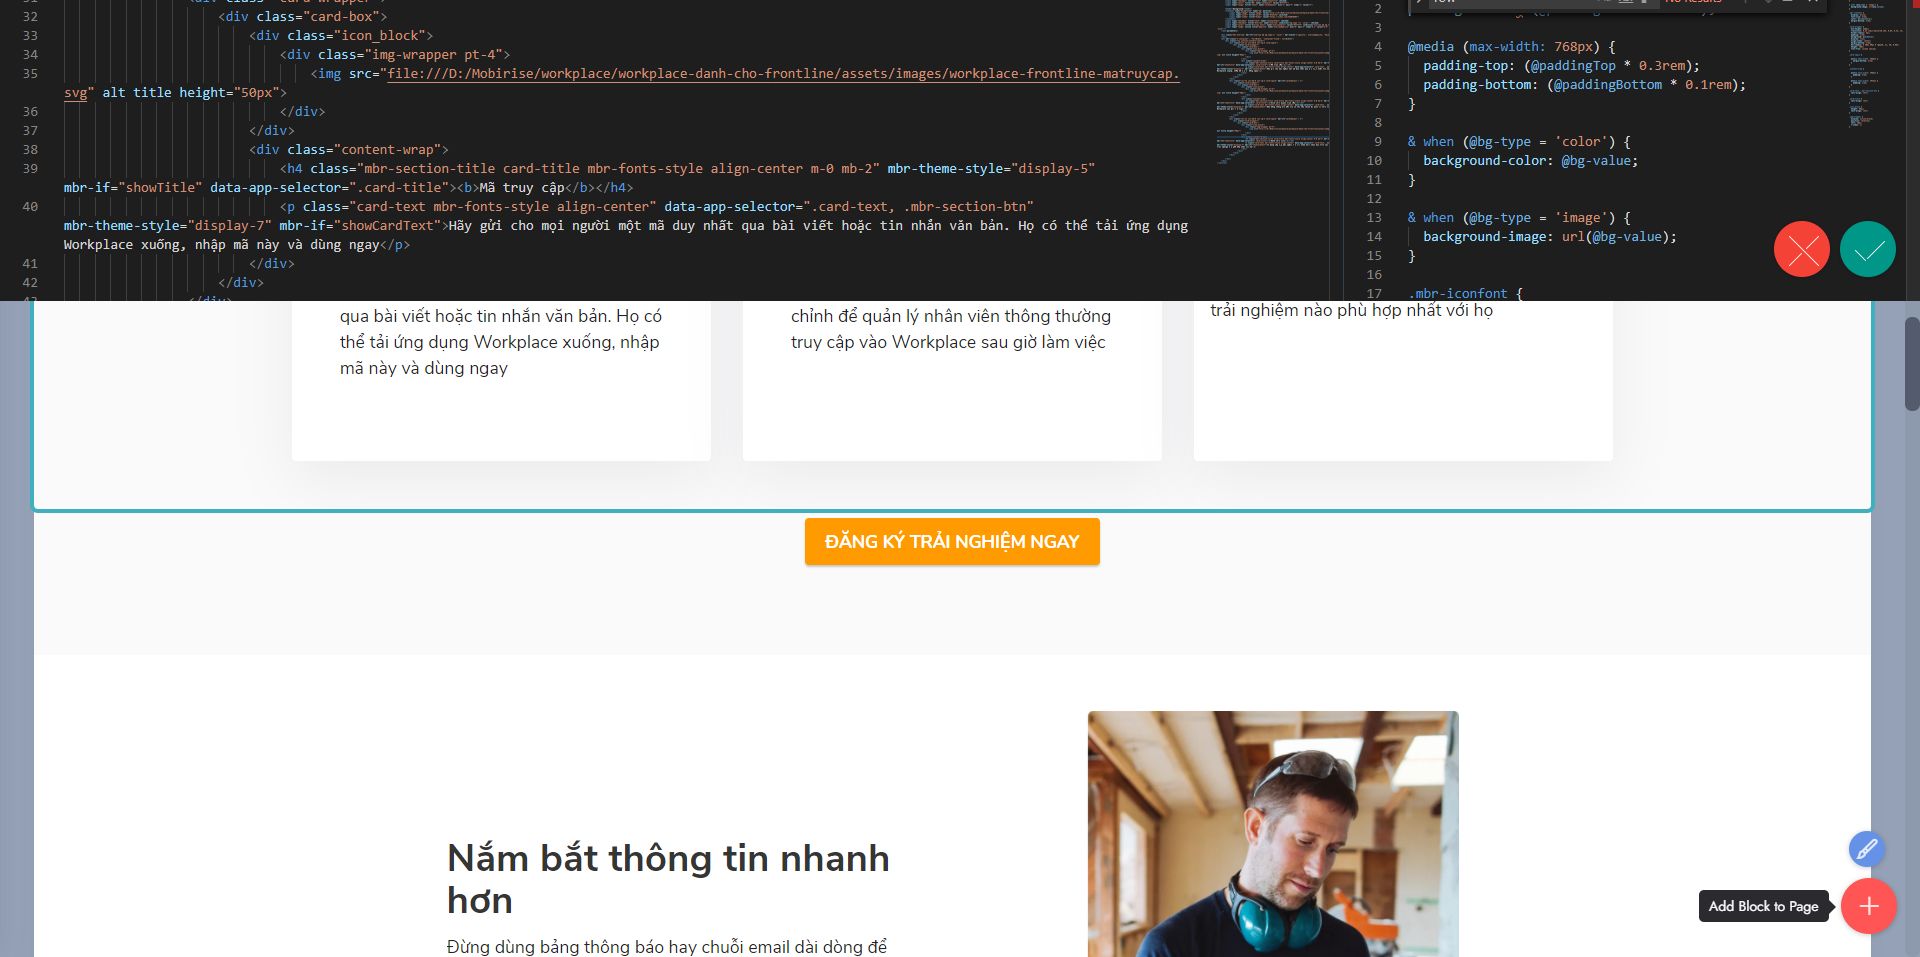 32 <div class="card-box">
33 <div class="icon_block">
34 <div class="img-wrapper pt-4">
35 <img src="file:///D:/Mobirise/workplace/workplace-danh-cho-frontline/assets/images/workplace-frontline-matruycap.
svg" alt title height="50px">
36 </div>
37 </div>
38 <div class="content-wrap">
39 <h4 class="mbr-section-title card-title mbr-fonts-style align-center m-0 mb-2" mbr-theme-style="display-5"
mbr-if="showTitle" data-app-selector=".card-title"><b>Mã truy cập</b></h4>
40 <p class="card-text mbr-fonts-style align-center" data-app-selector=".card-text, .mbr-section-btn"
mbr-theme-style="display-7" mbr-if="showCardText">Hãy gửi cho mọi người một mã duy nhất qua bài viết hoặc tin nhắn văn bản. Họ có thể tải ứng dụng
Workplace xuống, nhập mã này và dùng ngay</p>
41 </div>
42 </div>
No Results
2
3
4 @media (max-width: 768px) {
5 padding-top: (@paddingTop * 0.3rem);
6 padding-bottom: (@paddingBottom * 0.1rem);
7 }
8
9 & when (@bg-type = 'color') {
10 background-color: @bg-value;
11 }
12
13 & when (@bg-type = 'image') {
14 background-image: url(@bg-value);
15 }
16
17 .mbr-iconfont {
qua bài viết hoặc tin nhắn văn bản. Họ có
thể tải ứng dụng Workplace xuống, nhập
mã này và dùng ngay
chỉnh để quản lý nhân viên thông thường
truy cập vào Workplace sau giờ làm việc
trải nghiệm nào phù hợp nhất với họ
ĐĂNG KÝ TRẢI NGHIỆM NGAY
Nắm bắt thông tin nhanh
hơn
Đừng dùng bảng thông báo hay chuỗi email dài dòng để
Add Block to Page